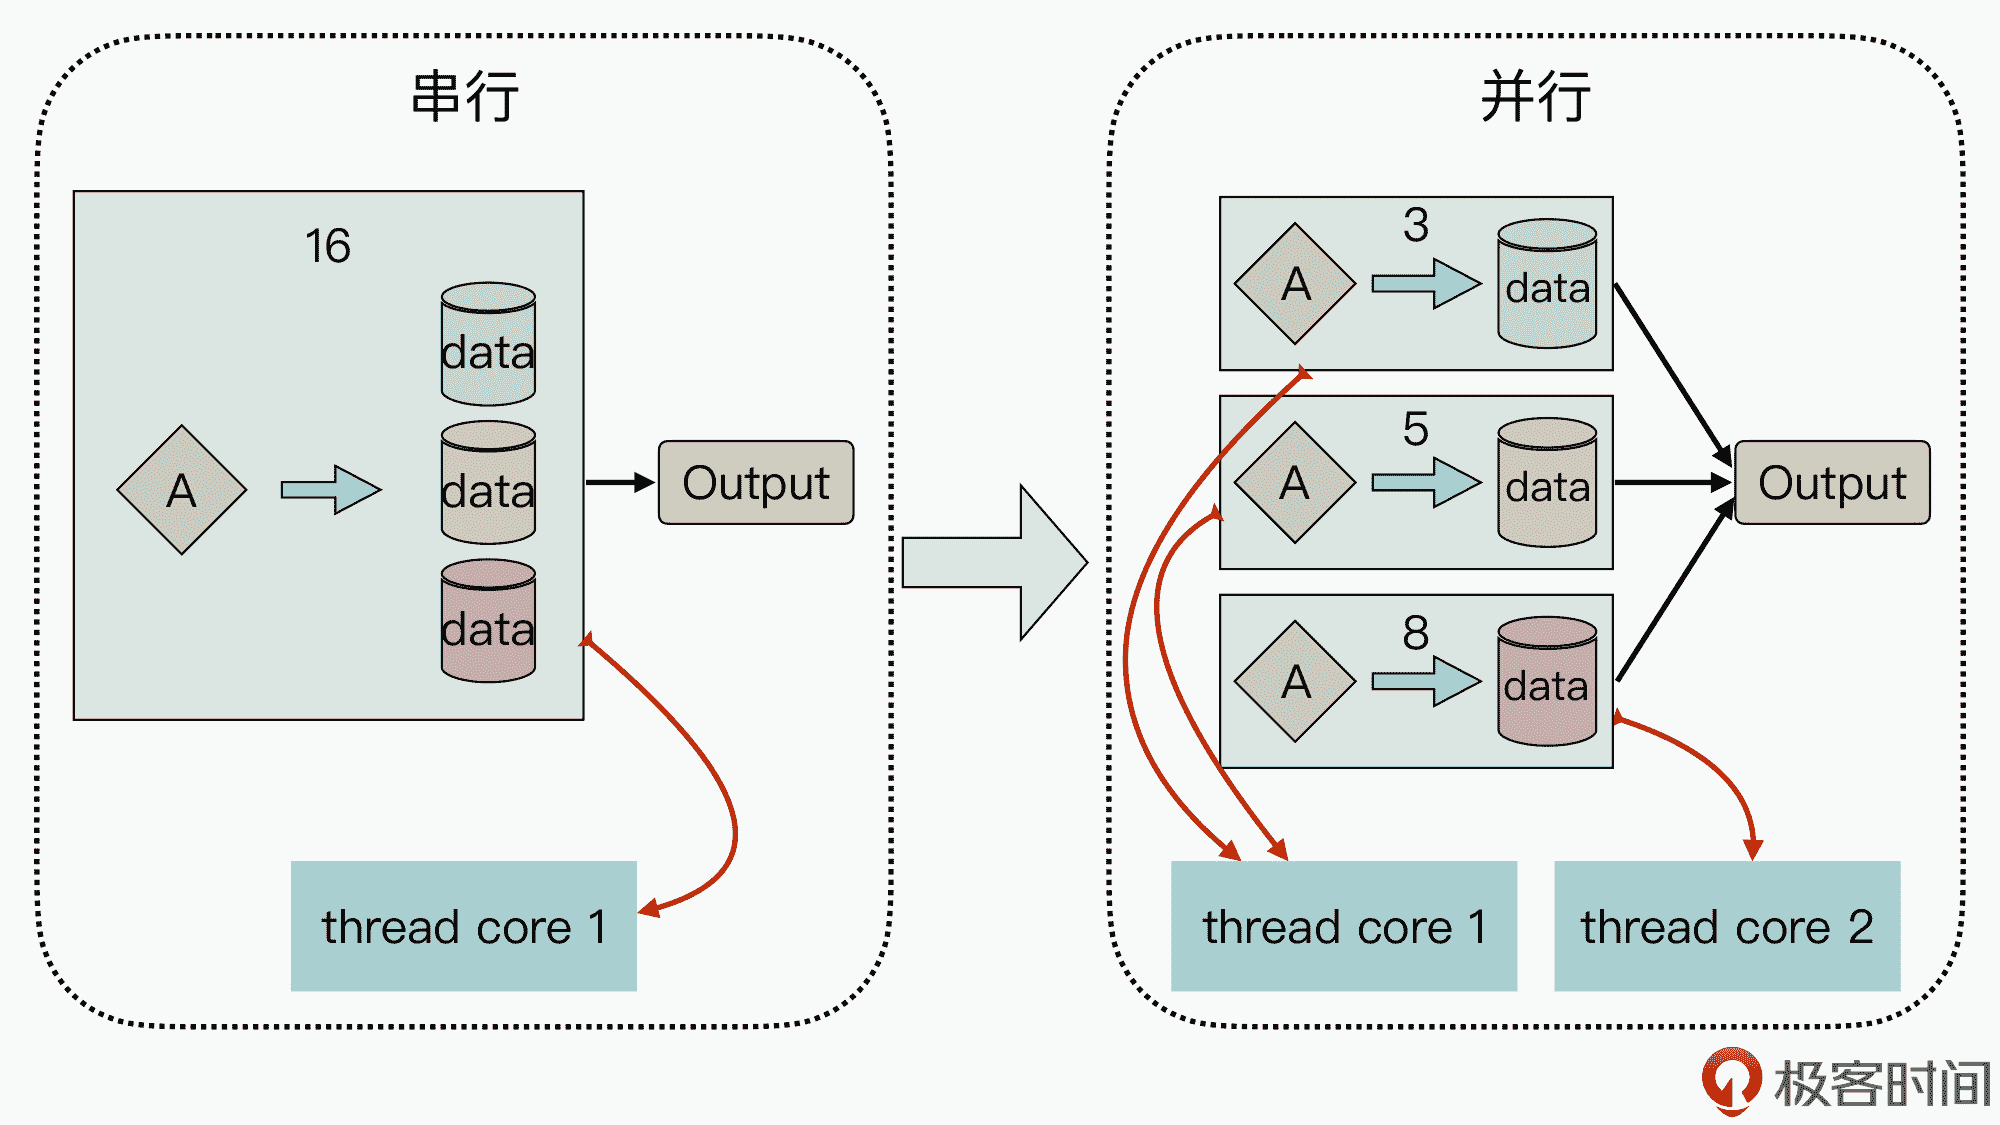 串行
16
data
data
data
A
Output
thread core 1
并行
3
A
data
5
A
data
8
A
data
Output
thread core 1
thread core 2
极客时间